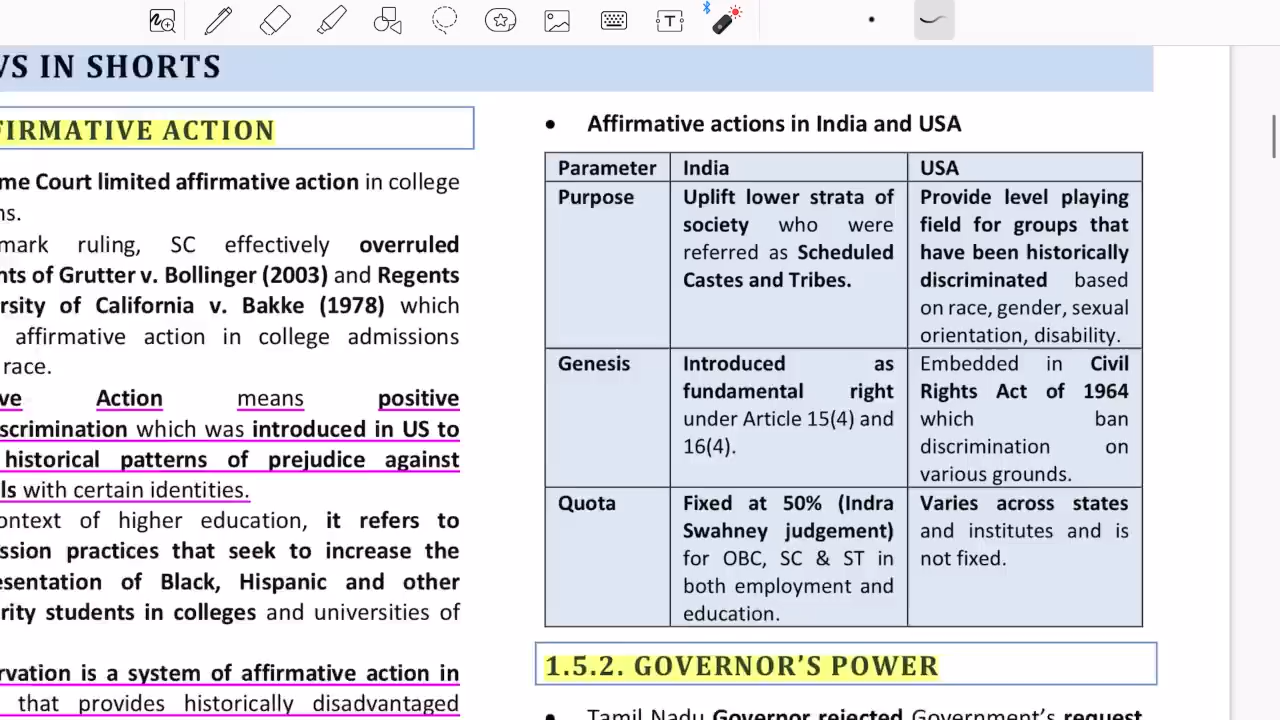 VS IN SHORTS
FIRMATIVE ACTION
me Court limited affirmative action in college
ns.
mark ruling, SC effectively overruled
nts of Grutter v. Bollinger (2003) and Regents
rsity of California v. Bakke (1978) which
affirmative action in college admissions
race.
ve Action means positive
scrimination which was introduced in US to
historical patterns of prejudice against
ls with certain identities.
ontext of higher education, it refers to
ssion practices that seek to increase the
esentation of Black, Hispanic and other
rity students in colleges and universities of
rvation is a system of affirmative action in
that provides historically disadvantaged
• Affirmative actions in India and USA
Parameter India USA
Purpose
Uplift lower strata of
society who were
referred as Scheduled
Castes and Tribes.
Provide level playing
field for groups that
have been historically
discriminated based
on race, gender, sexual
orientation, disability.
Genesis
Introduced as
fundamental right
under Article 15(4) and
16(4).
Embedded in Civil
Rights Act of 1964
which ban
discrimination on
various grounds.
Quota
Fixed at 50% (Indra
Swahney judgement)
for OBC, SC & ST in
both employment and
education.
Varies across states
and institutes and is
not fixed.
1.5.2. GOVERNOR’S POWER
• Tamil Nadu Governor rejected Government’s request